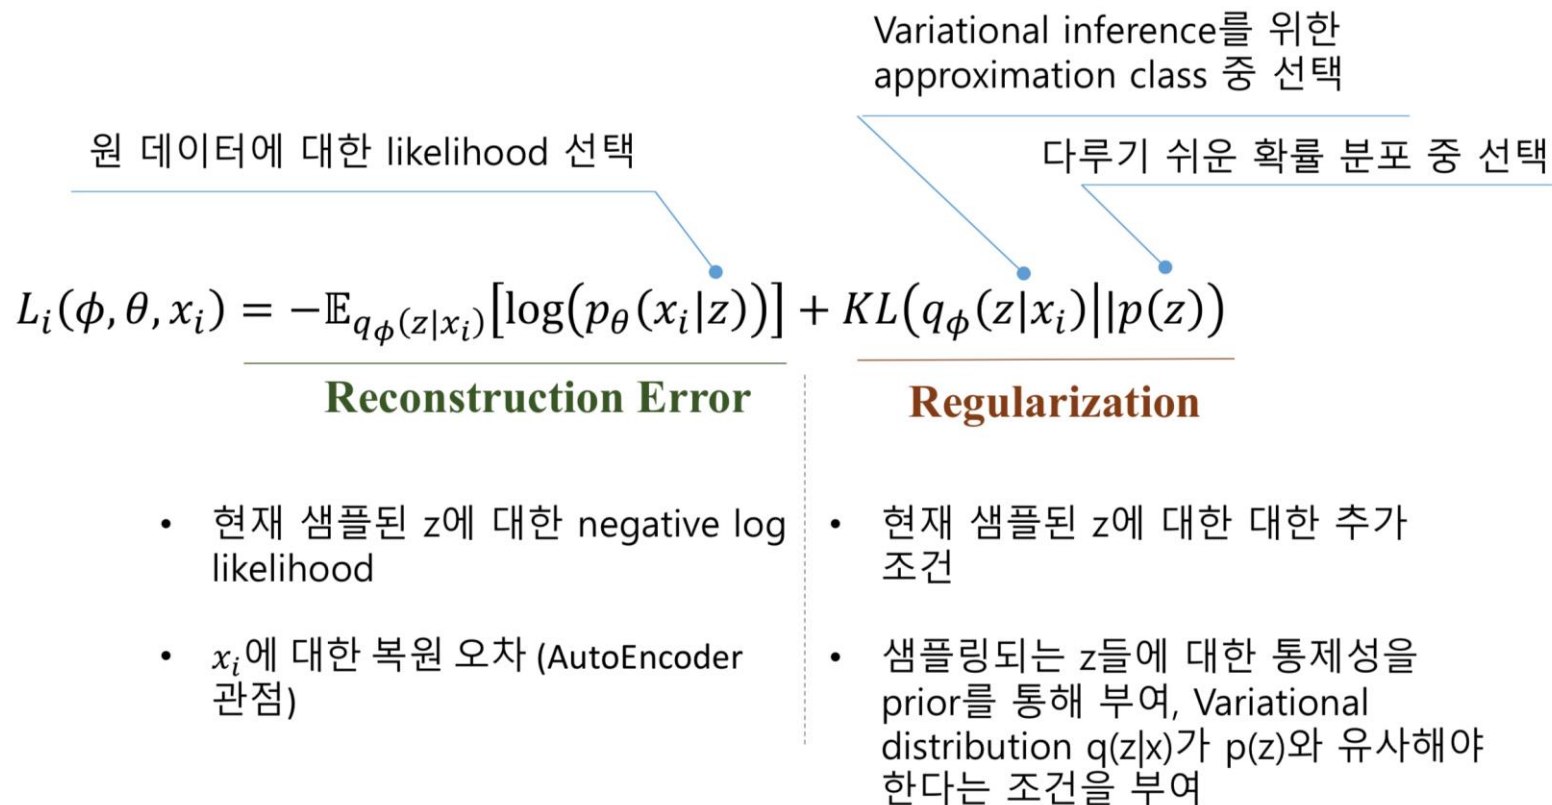 Variational inference를 위한
approximation class 중 선택
원 데이터에 대한 likelihood 선택
다루기 쉬운 확률 분포 중 선택
L_i(ϕ, θ, x_i) = −𝔼_{q_ϕ(z|x_i)}[log(p_θ(x_i|z))] + KL(q_ϕ(z|x_i)||p(z))
Reconstruction Error
Regularization
• 현재 샘플된 z에 대한 negative log
likelihood
• x_i에 대한 복원 오차 (AutoEncoder
관점)
• 현재 샘플된 z에 대한 대한 추가
조건
• 샘플링되는 z들에 대한 통제성을
prior를 통해 부여, Variational
distribution q(z|x)가 p(z)와 유사해야
한다는 조건을 부여